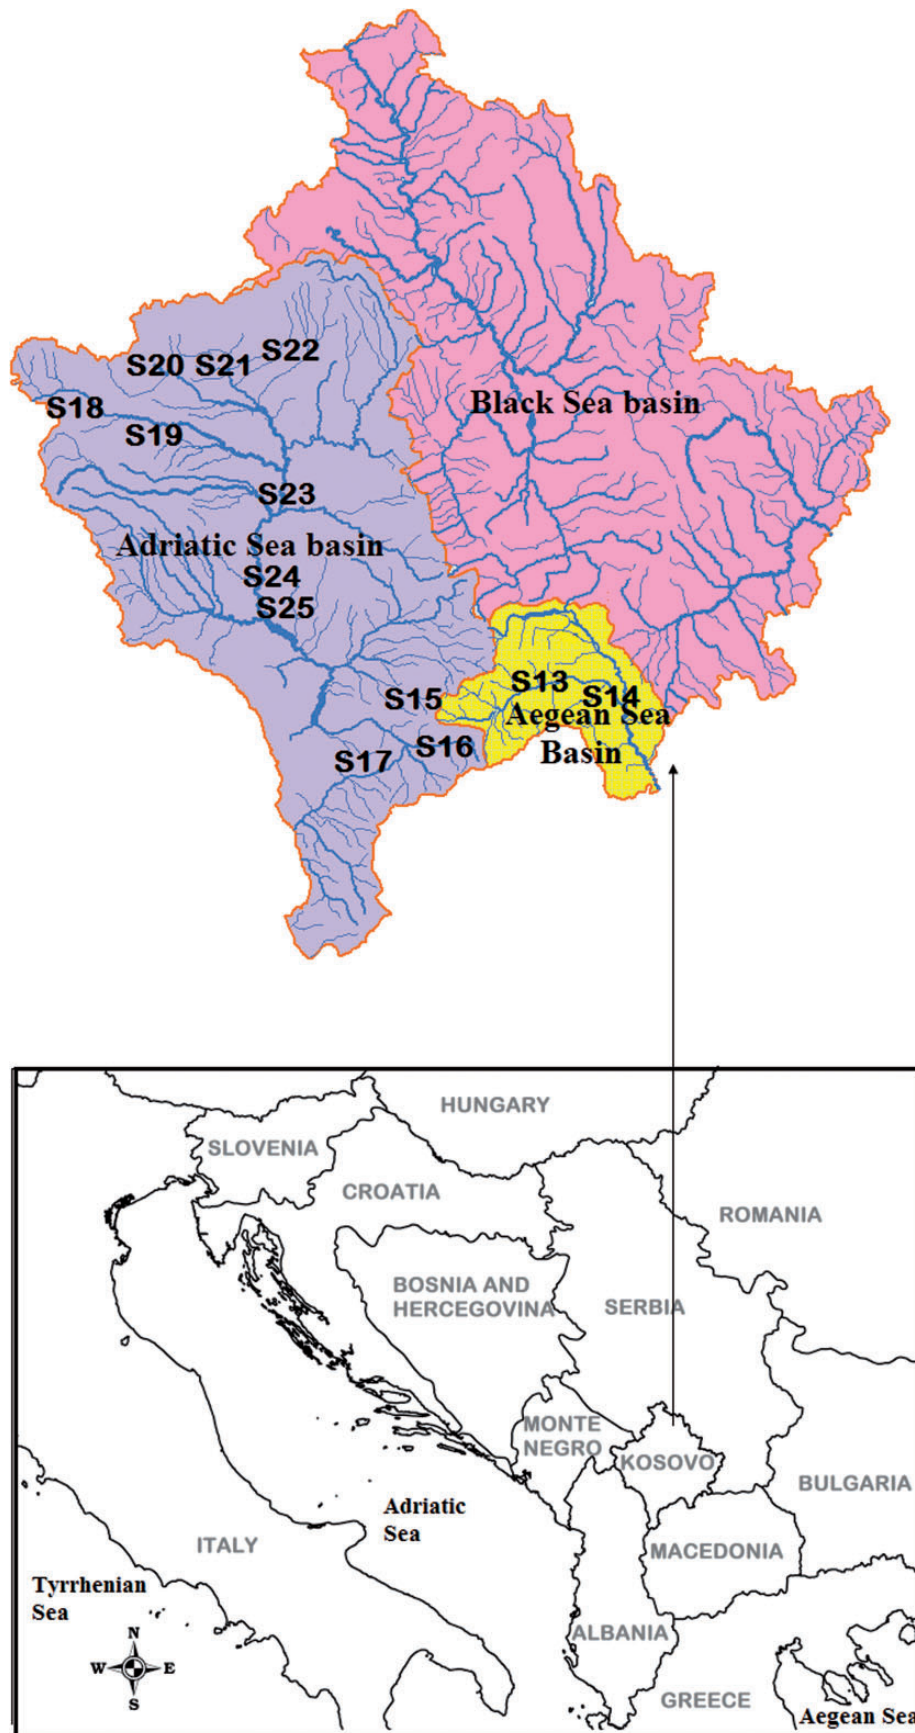 S22
S20
S21
S18
S19
Black Sea basin
S23
Adriatic Sea basin
S24
S25
S13
S14
S15
Aegean Sea
Basin
S16
S17
HUNGARY
SLOVENIA
CROATIA
ROMANIA
BOSNIA AND
HERCEGOVINA
SERBIA
MONTE
NEGRO
KOSOVO
BULGARIA
Adriatic
Sea
ITALY
MACEDONIA
Tyrrhenian
Sea
N
W
E
S
ALBANIA
GREECE
Aegean Sea